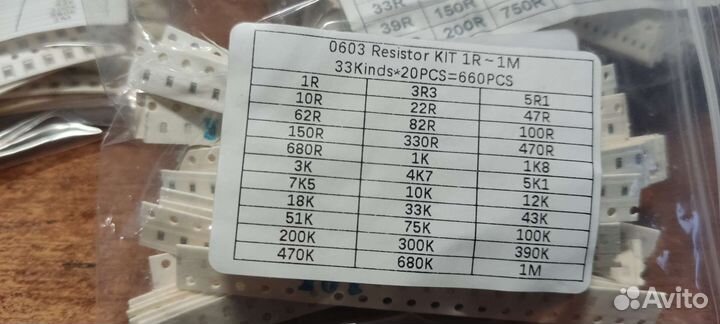 33R 150R 750R
39R 200R
0603 Resistor KIT 1R~1M
33Kinds*20PCS=660PCS
1R 3R3 5R1
10R 22R 47R
62R 82R 100R
150R 330R 470R
680R 1K 1K8
3K 4K7 5K1
7K5 10K 12K
18K 33K 43K
51K 75K 100K
200K 300K 390K
470K 680K 1M
Avito